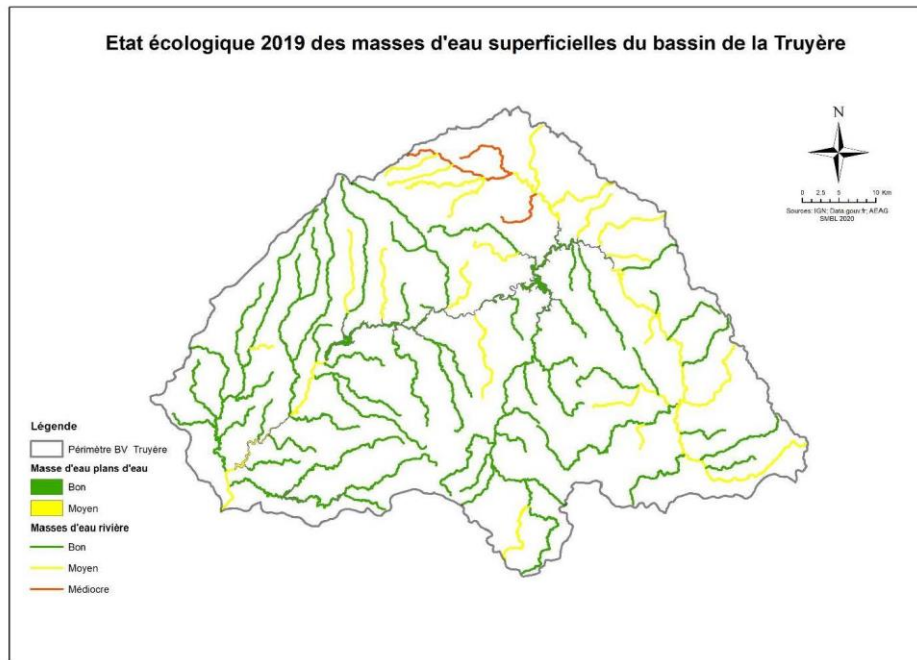 Etat écologique 2019 des masses d'eau superficielles du bassin de la Truyère
N
0 2.5 5 10 Km
Sources: IGN; Data.gouv.fr; AEAG
SMBL 2020
Légende
Périmètre BV Truyère
Masse d'eau plans d'eau
Bon
Moyen
Masses d'eau rivière
Bon
Moyen
Médiocre